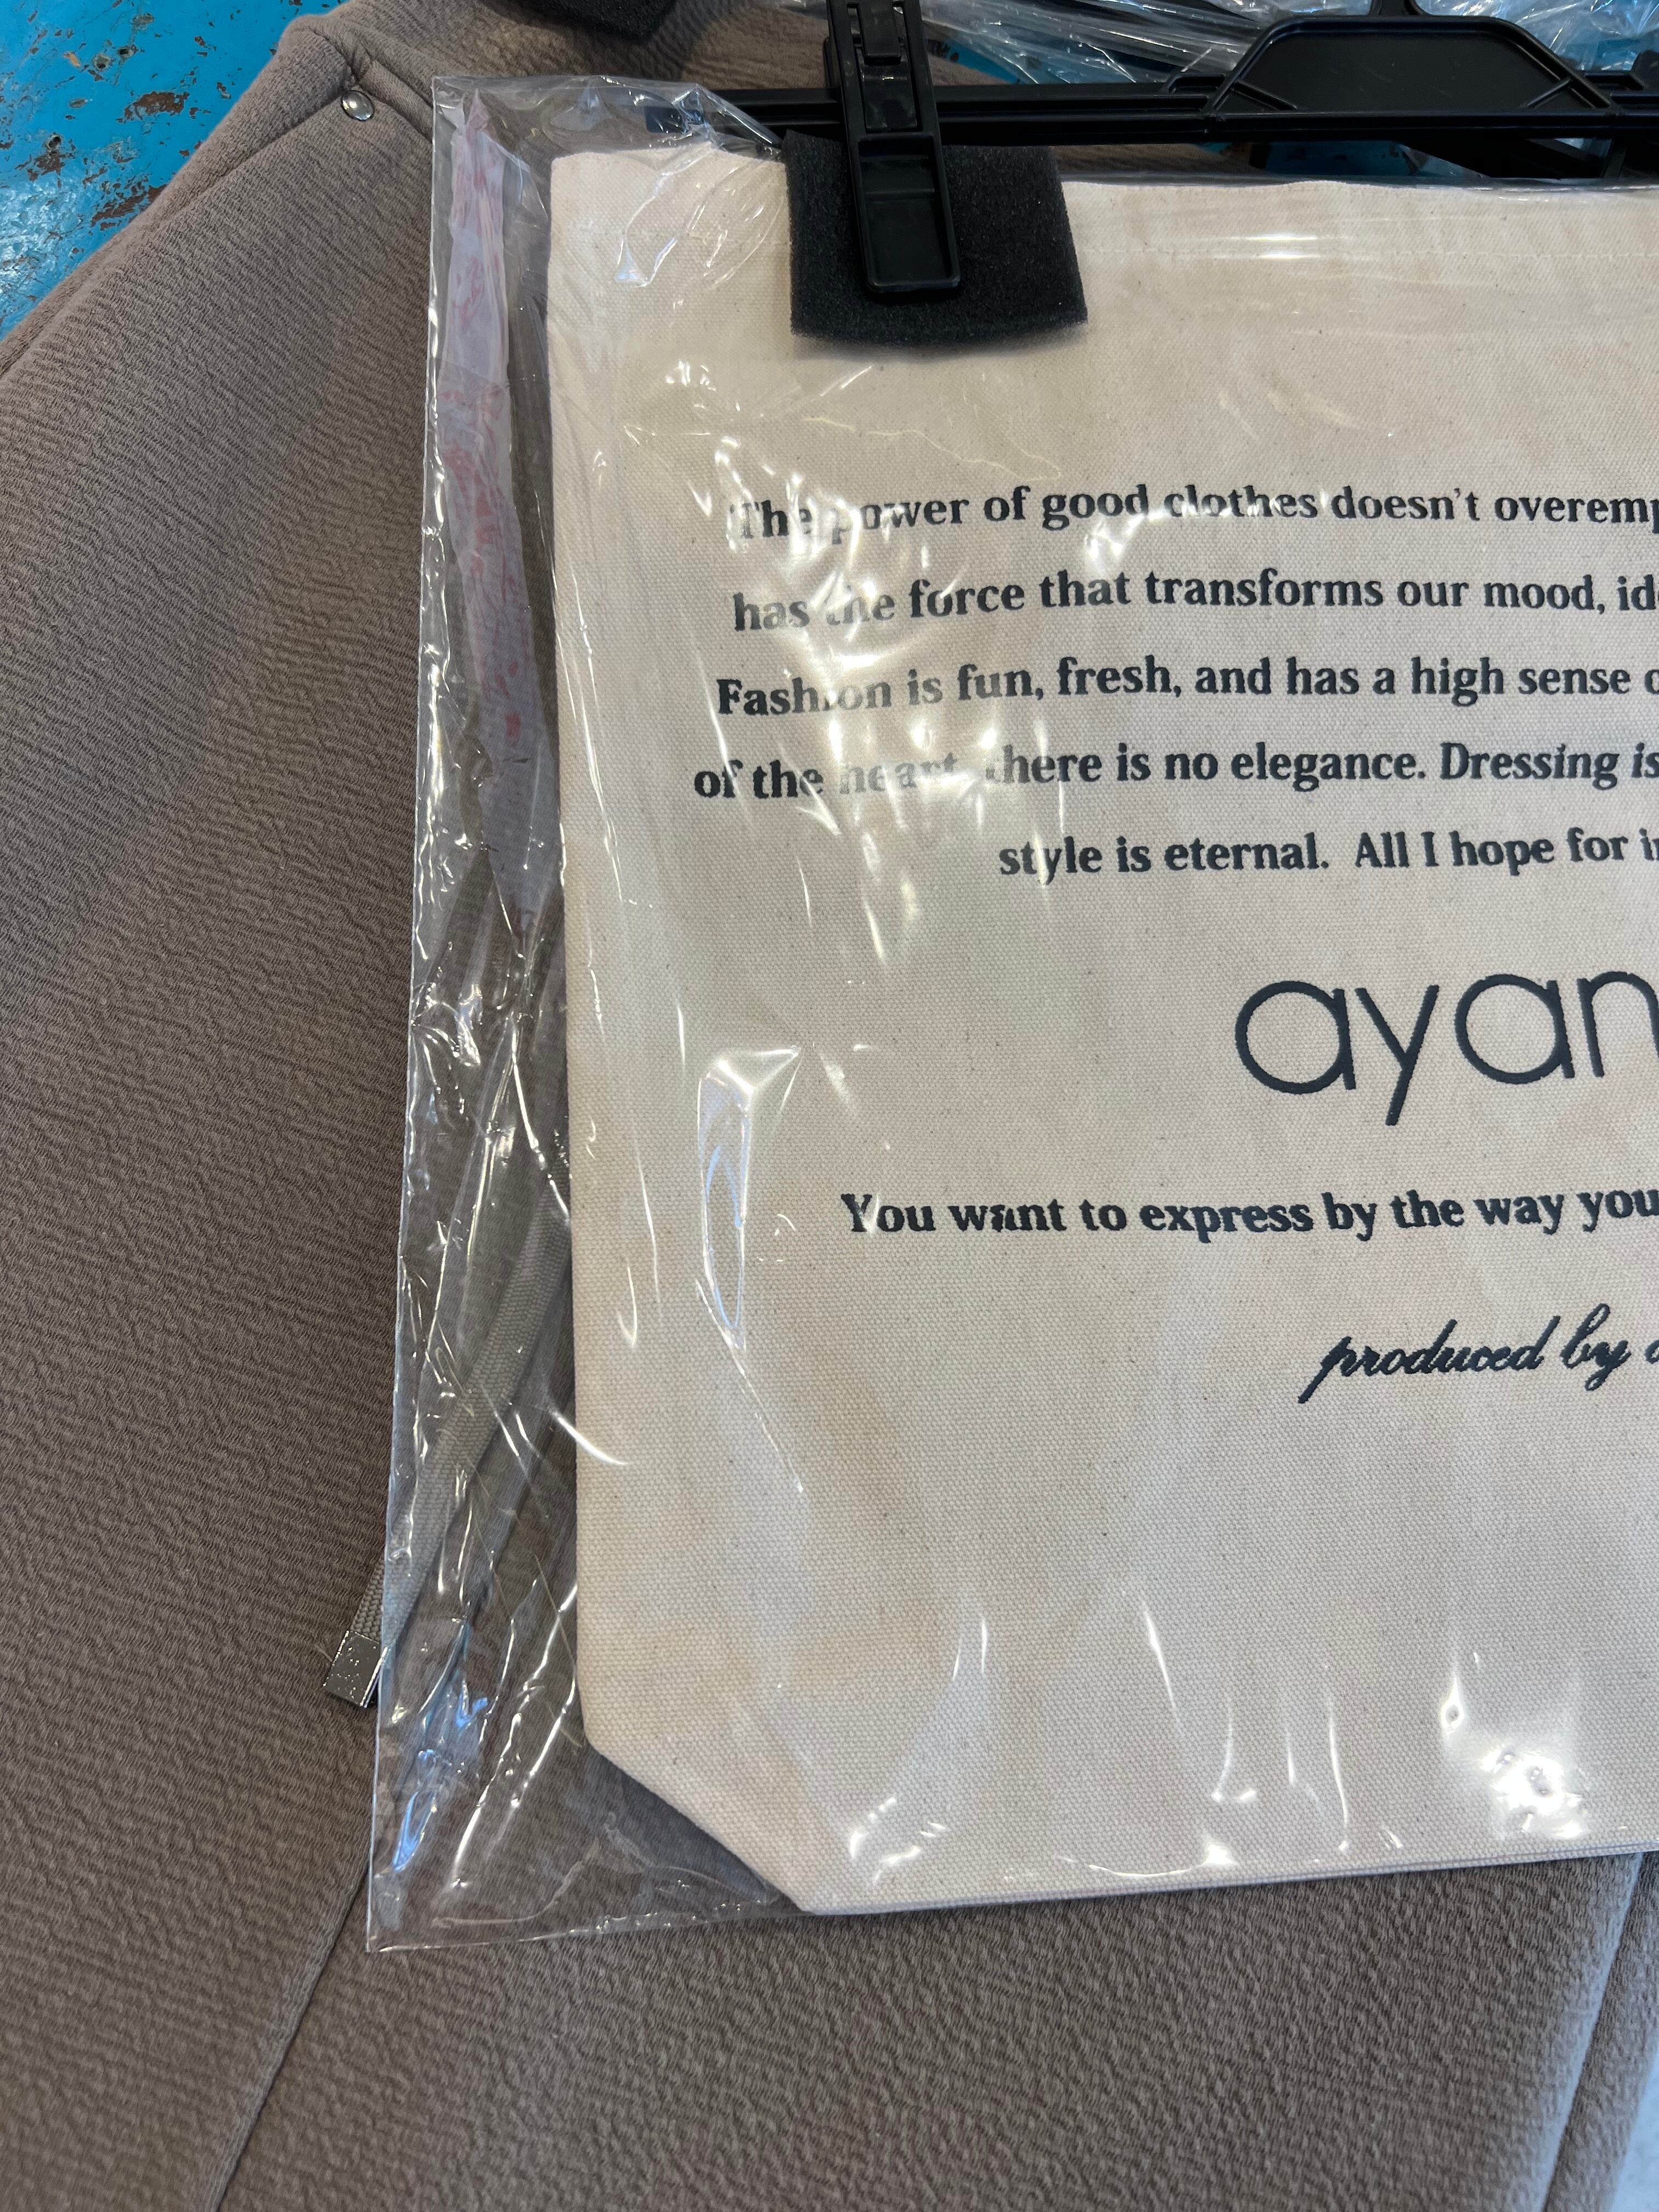 The power of good clothes doesn't overemp
has the force that transforms our mood, id
Fashion is fun, fresh, and has a high sense o
of the heart, there is no elegance. Dressing is
style is eternal. All I hope for i
ayan
You want to express by the way you
produced by